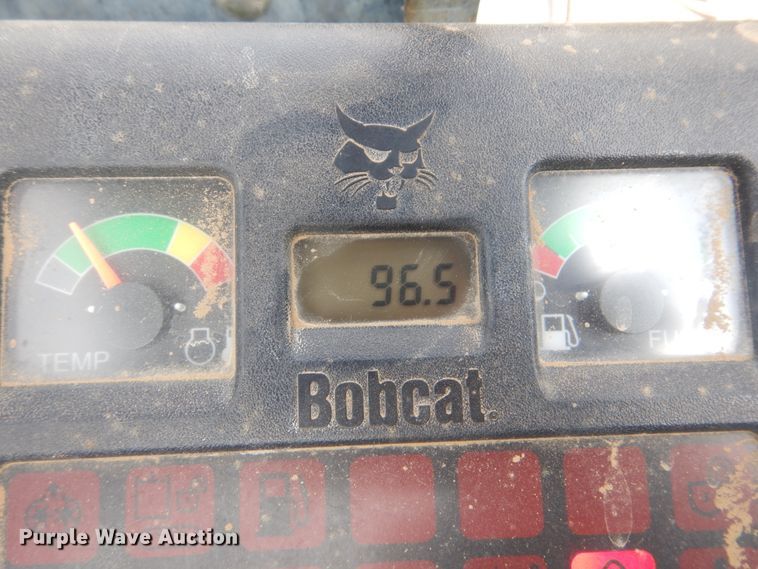 96.5
TEMP
Bobcat
Purple Wave Auction